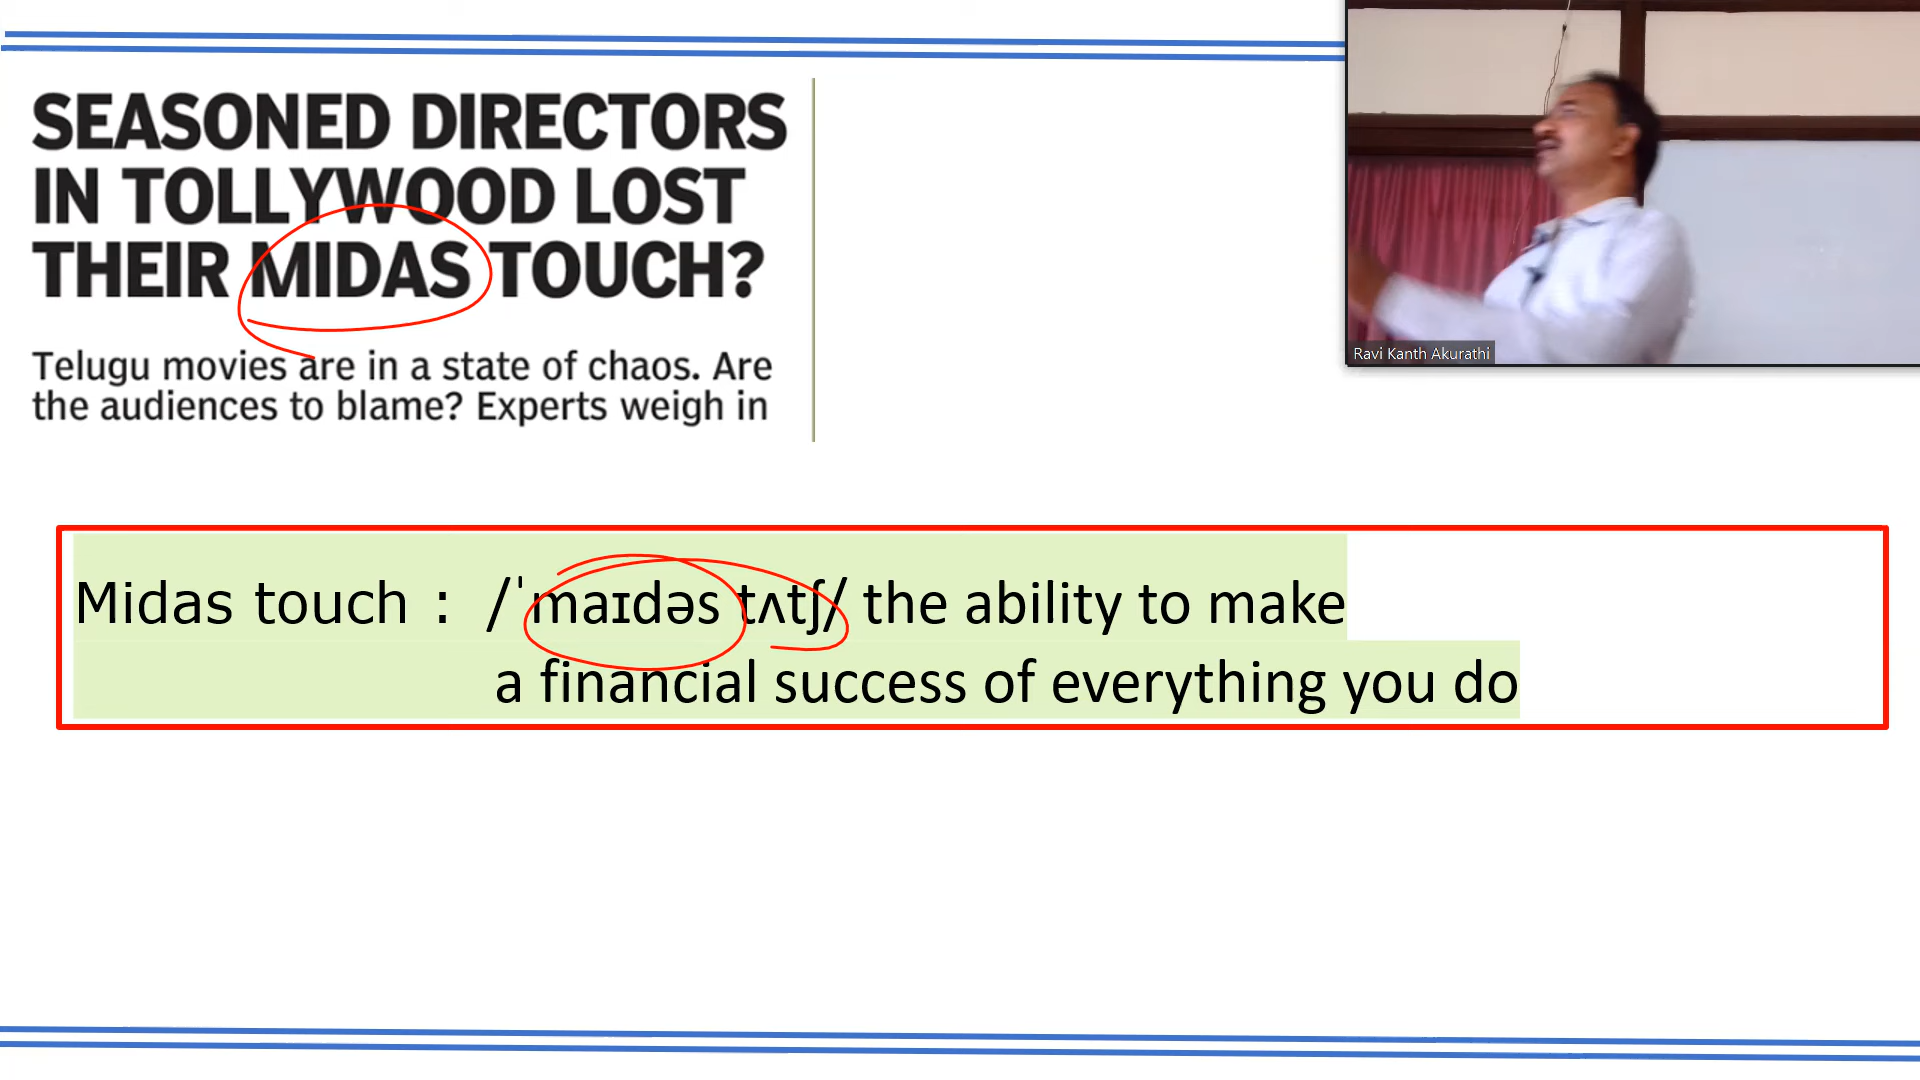 SEASONED DIRECTORS
IN TOLLYWOOD LOST
THEIR MIDAS TOUCH?
Telugu movies are in a state of chaos. Are
the audiences to blame? Experts weigh in
Ravi Kanth Akurathi
Midas touch : /ˈmaɪdəs tʌtʃ/ the ability to make
a financial success of everything you do